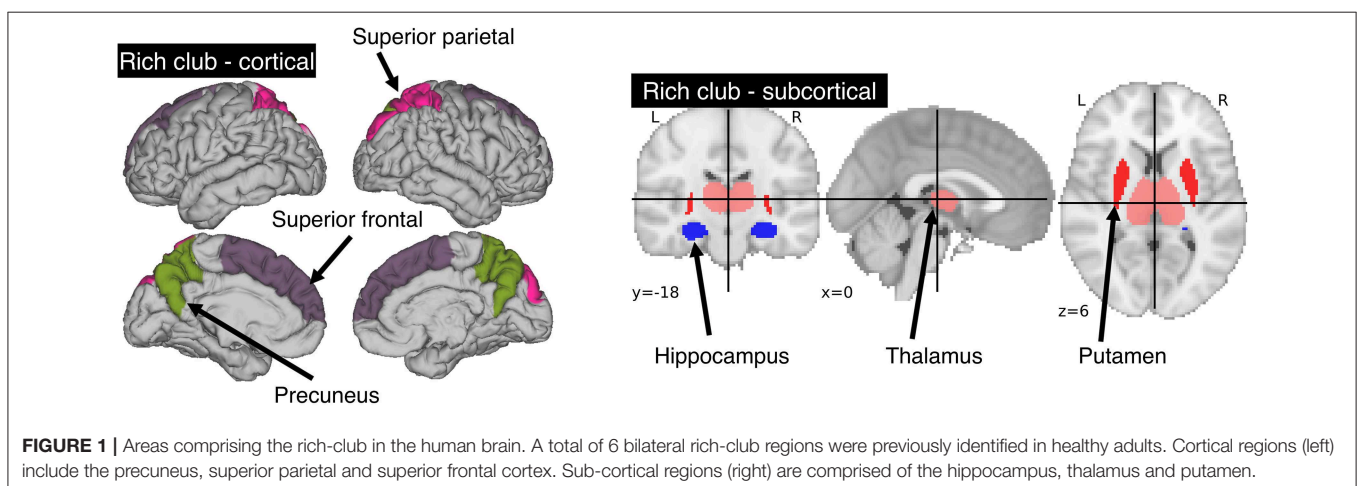 Rich club - cortical
Superior parietal
Superior frontal
Precuneus
Rich club - subcortical
L
R
y=-18
x=0
L
R
z=6
Hippocampus
Thalamus
Putamen
FIGURE 1 | Areas comprising the rich-club in the human brain. A total of 6 bilateral rich-club regions were previously identified in healthy adults. Cortical regions (left)
include the precuneus, superior parietal and superior frontal cortex. Sub-cortical regions (right) are comprised of the hippocampus, thalamus and putamen.